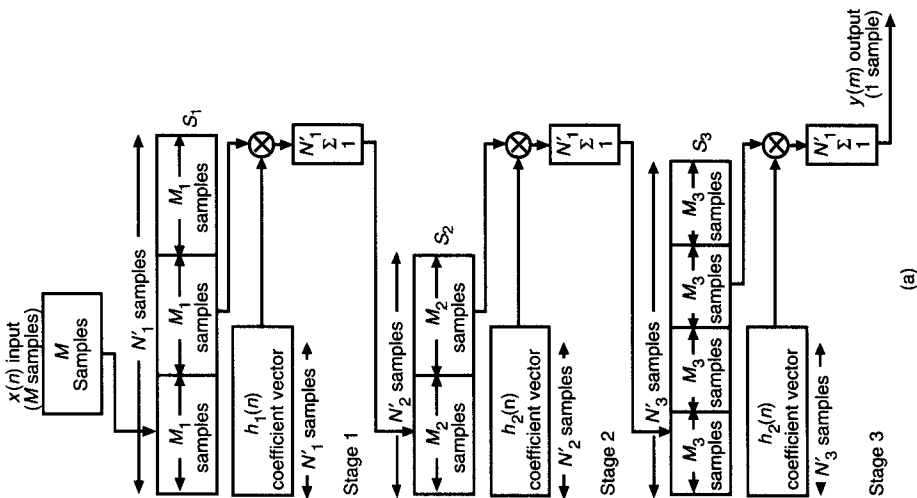 x(n) input
(M samples)
M
Samples
N′1 samples
S1
M1
samples
M1
samples
M1
samples
h1(n)
coefficient vector
N′1 samples
N′1
Σ
1
Stage 1
N′2 samples
S2
M2
samples
M2
samples
h2(n)
coefficient vector
N′2 samples
N′1
Σ
1
Stage 2
N′3 samples
S3
M3
samples
M3
samples
M3
samples
M3
samples
h2(n)
coefficient vector
N′3 samples
N′1
Σ
1
Stage 3
y(m) output
(1 sample)
(a)